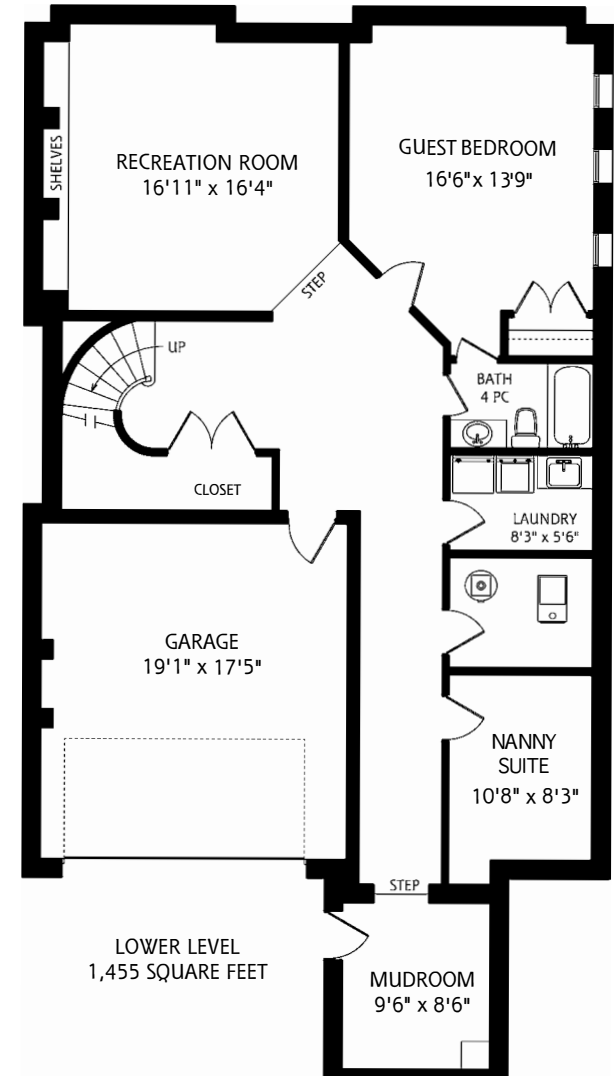 SHELVES
RECREATION ROOM
16'11" x 16'4"
GUEST BEDROOM
16'6" x 13'9"
STEP
UP
BATH
4 PC
CLOSET
LAUNDRY
8'3" x 5'6"
GARAGE
19'1" x 17'5"
NANNY
SUITE
10'8" x 8'3"
STEP
LOWER LEVEL
1,455 SQUARE FEET
MUDROOM
9'6" x 8'6"